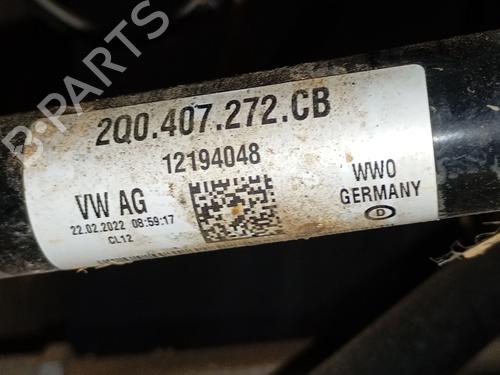 B-PARTS
2Q0.407.272.CB
12194048
VW AG
22.02.2022 08:59:17
CL12
WWO
GERMANY
D